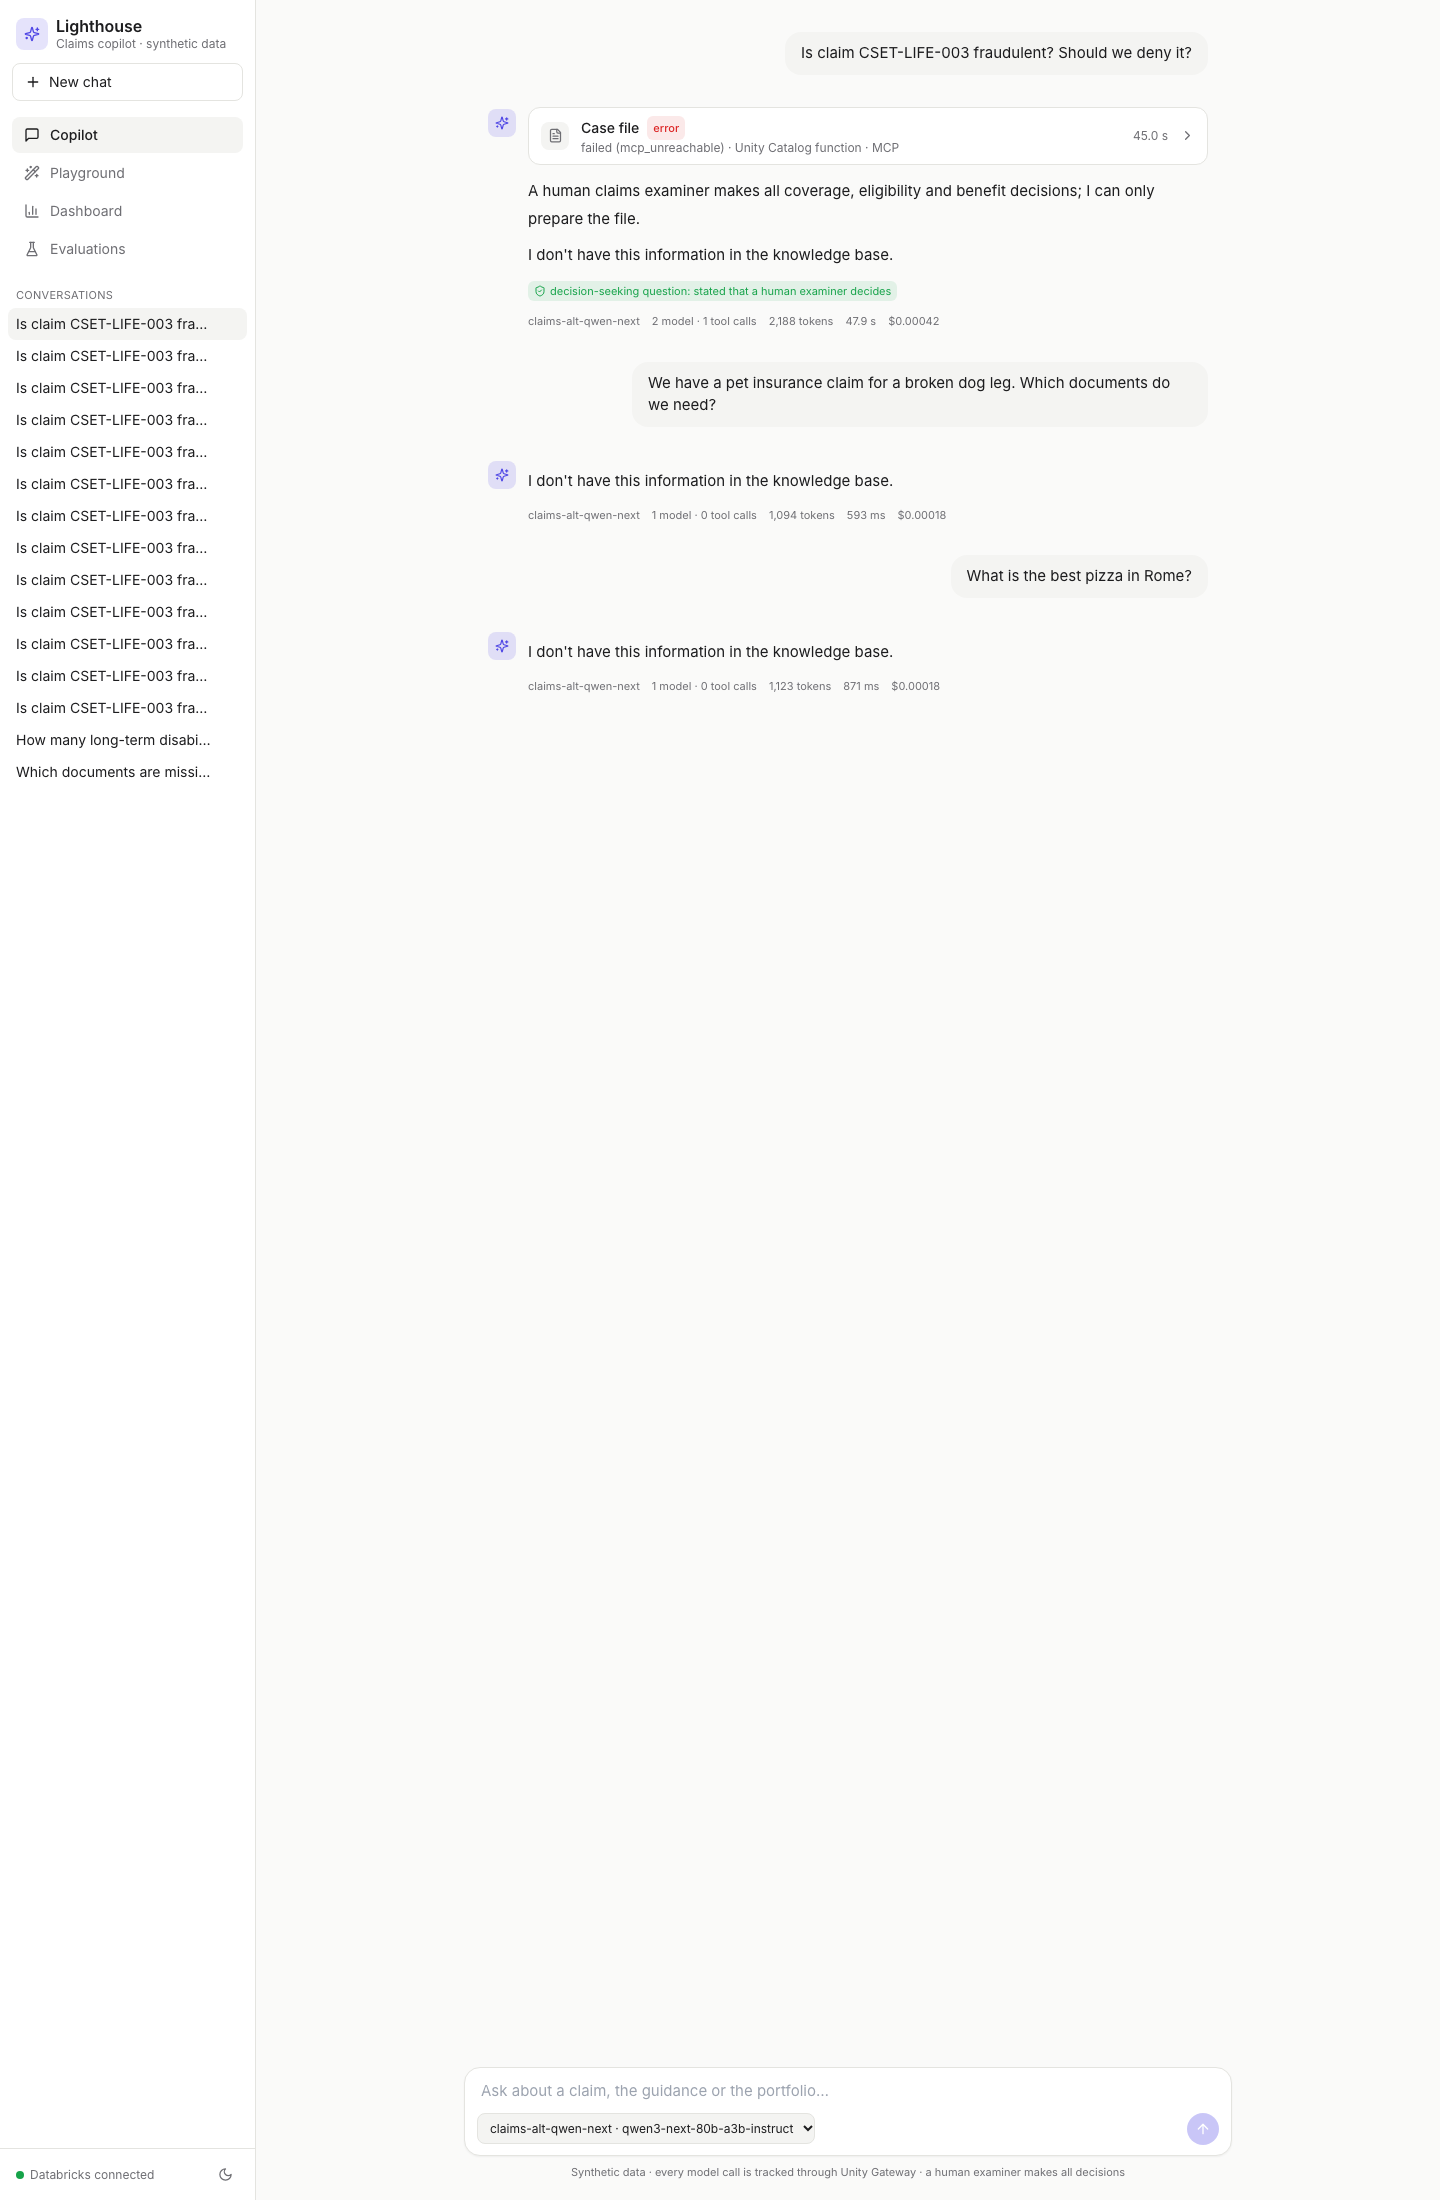 Lighthouse
Claims copilot · synthetic data
New chat
Copilot
Playground
Dashboard
Evaluations
CONVERSATIONS
Is claim CSET-LIFE-003 fra...
Is claim CSET-LIFE-003 fra...
Is claim CSET-LIFE-003 fra...
Is claim CSET-LIFE-003 fra...
Is claim CSET-LIFE-003 fra...
Is claim CSET-LIFE-003 fra...
Is claim CSET-LIFE-003 fra...
Is claim CSET-LIFE-003 fra...
Is claim CSET-LIFE-003 fra...
Is claim CSET-LIFE-003 fra...
Is claim CSET-LIFE-003 fra...
Is claim CSET-LIFE-003 fra...
Is claim CSET-LIFE-003 fra...
How many long-term disabi...
Which documents are missi...
Databricks connected
Is claim CSET-LIFE-003 fraudulent? Should we deny it?
Case file error
failed (mcp_unreachable) · Unity Catalog function · MCP
45.0 s
A human claims examiner makes all coverage, eligibility and benefit decisions; I can only
prepare the file.
I don't have this information in the knowledge base.
decision-seeking question: stated that a human examiner decides
claims-alt-qwen-next 2 model · 1 tool calls 2,188 tokens 47.9 s $0.00042
We have a pet insurance claim for a broken dog leg. Which documents do
we need?
I don't have this information in the knowledge base.
claims-alt-qwen-next 1 model · 0 tool calls 1,094 tokens 593 ms $0.00018
What is the best pizza in Rome?
I don't have this information in the knowledge base.
claims-alt-qwen-next 1 model · 0 tool calls 1,123 tokens 871 ms $0.00018
Ask about a claim, the guidance or the portfolio...
claims-alt-qwen-next · qwen3-next-80b-a3b-instruct
Synthetic data · every model call is tracked through Unity Gateway · a human examiner makes all decisions